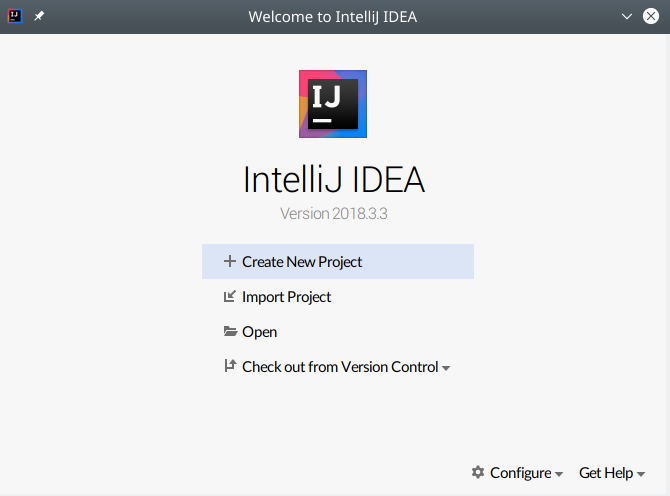 Welcome to IntelliJ IDEA
IJ
IntelliJ IDEA
Version 2018.3.3
Create New Project
Import Project
Open
Check out from Version Control
Configure Get Help